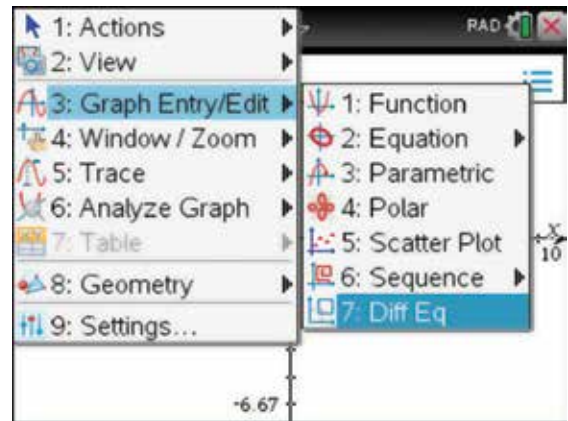 1: Actions
RAD
2: View
3: Graph Entry/Edit
1: Function
4: Window / Zoom
2: Equation
5: Trace
3: Parametric
6: Analyze Graph
4: Polar
7: Table
5: Scatter Plot
x
10
8: Geometry
6: Sequence
9: Settings...
7: Diff Eq
-6.67